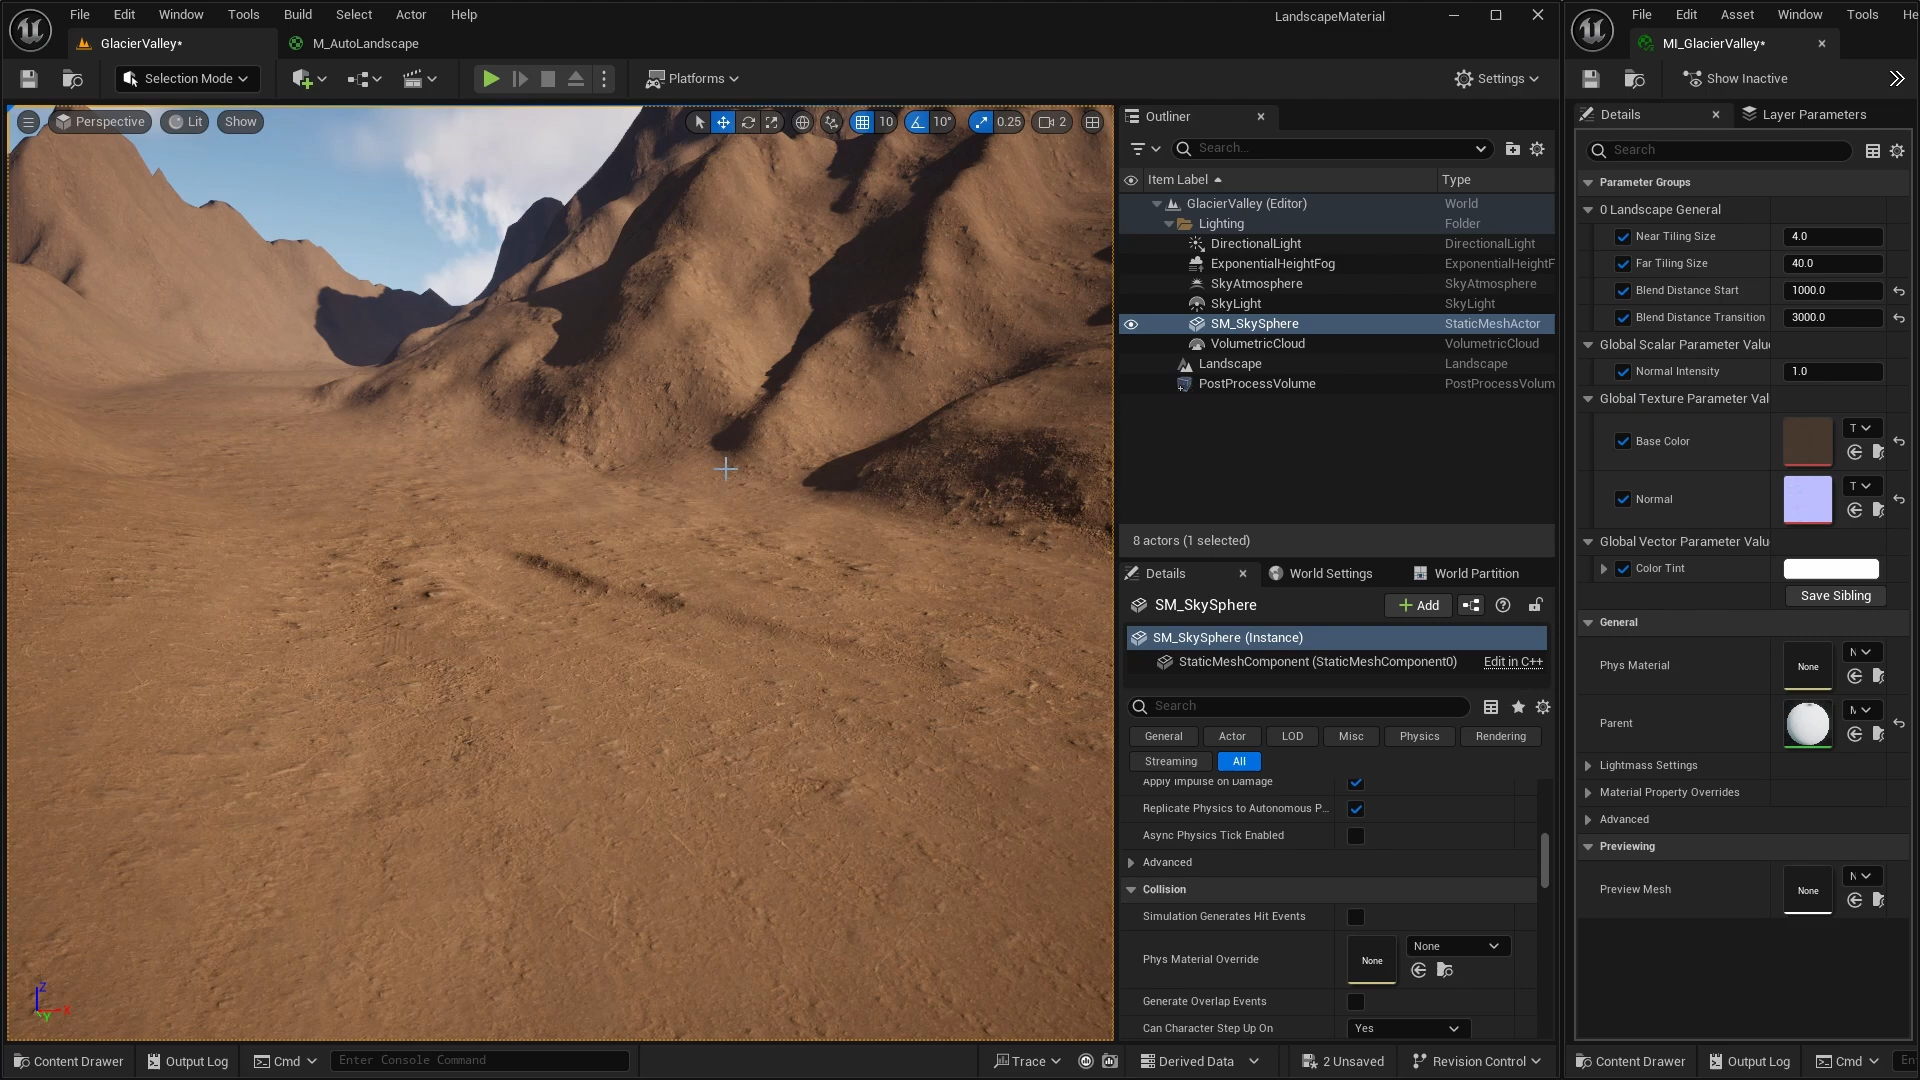 File Edit Window Tools Build Select Actor Help
LandscapeMaterial
GlacierValley*
M_AutoLandscape
Selection Mode
Platforms
Settings
Perspective
Lit
Show
10
10°
0.25
2
Outliner
Search...
Item Label
Type
GlacierValley (Editor) World
Lighting Folder
DirectionalLight DirectionalLight
ExponentialHeightFog ExponentialHeightF
SkyAtmosphere SkyAtmosphere
SkyLight SkyLight
SM_SkySphere StaticMeshActor
VolumetricCloud VolumetricCloud
Landscape Landscape
PostProcessVolume PostProcessVolum
8 actors (1 selected)
Details
World Settings
World Partition
SM_SkySphere
Add
SM_SkySphere (Instance)
StaticMeshComponent (StaticMeshComponent0) Edit in C++
Search
General Actor LOD Misc Physics Rendering
Streaming All
Apply Impulse on Damage
Replicate Physics to Autonomous P...
Async Physics Tick Enabled
Advanced
Collision
Simulation Generates Hit Events
Phys Material Override
None
None
Generate Overlap Events
Can Character Step Up On Yes
Content Drawer
Output Log
Cmd
Enter Console Command
Trace
Derived Data
2 Unsaved
Revision Control
Z
X
Y
File Edit Asset Window Tools He
MI_GlacierValley*
Show Inactive
Details
Layer Parameters
Search
Parameter Groups
0 Landscape General
Near Tiling Size 4.0
Far Tiling Size 40.0
Blend Distance Start 1000.0
Blend Distance Transition 3000.0
Global Scalar Parameter Valu
Normal Intensity 1.0
Global Texture Parameter Val
Base Color T
Normal T
Global Vector Parameter Valu
Color Tint
Save Sibling
General
Phys Material None N
Parent M
Lightmass Settings
Material Property Overrides
Advanced
Previewing
Preview Mesh None N
Content Drawer
Output Log
Cmd
En